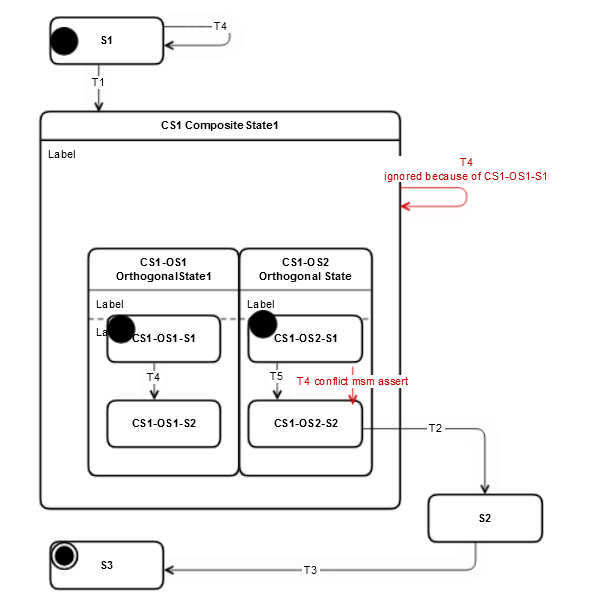 S1
T4
T1
CS1 Composite State1
Label
T4
ignored because of CS1-OS1-S1
CS1-OS1
OrthogonalState1
CS1-OS2
Orthogonal State
Label
Label
La
CS1-OS1-S1
CS1-OS2-S1
T4
T5
T4 conflict msm assert
CS1-OS1-S2
CS1-OS2-S2
T2
S2
S3
T3